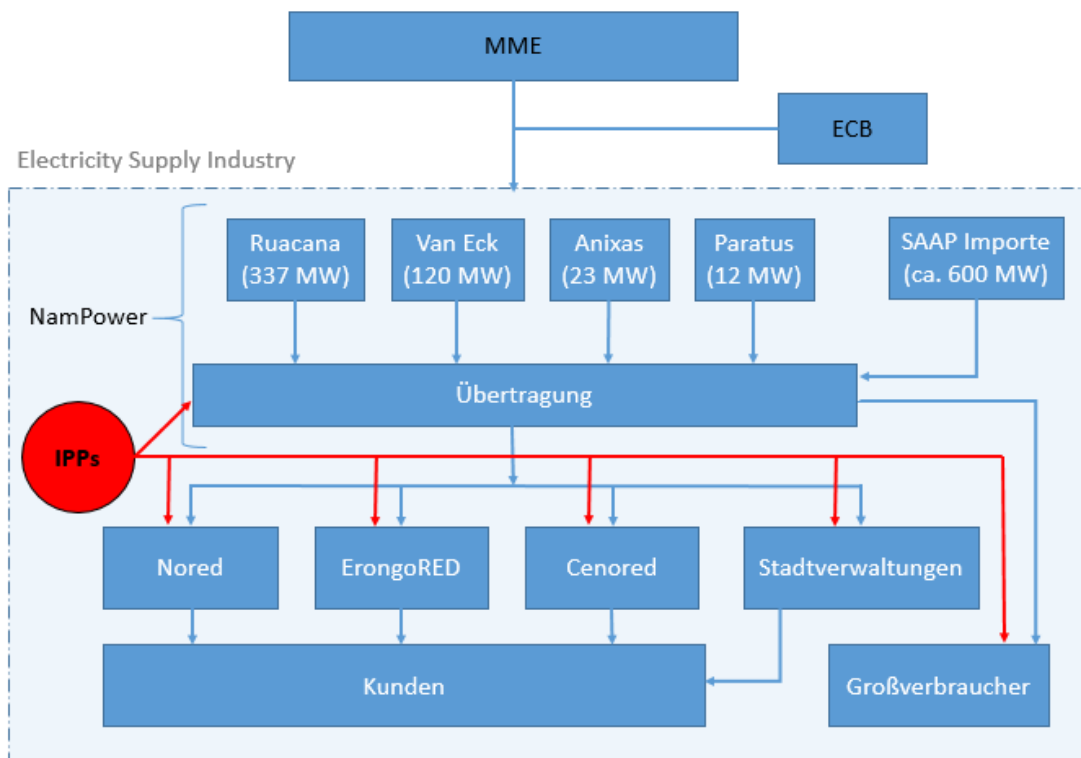 MME
ECB
Electricity Supply Industry
Ruacana
(337 MW)
Van Eck
(120 MW)
Anixas
(23 MW)
Paratus
(12 MW)
SAAP Importe
(ca. 600 MW)
NamPower
Übertragung
IPPs
Nored
ErongoRED
Cenored
Stadtverwaltungen
Kunden
Großverbraucher